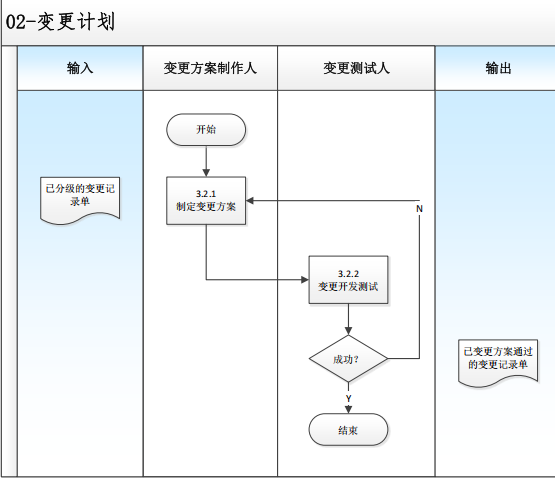 02-变更计划
输入
变更方案制作人
变更测试人
输出
开始
已分级的变更记
录单
3.2.1
制定变更方案
N
3.2.2
变更开发测试
成功?
已变更方案通过
的变更记录单
Y
结束